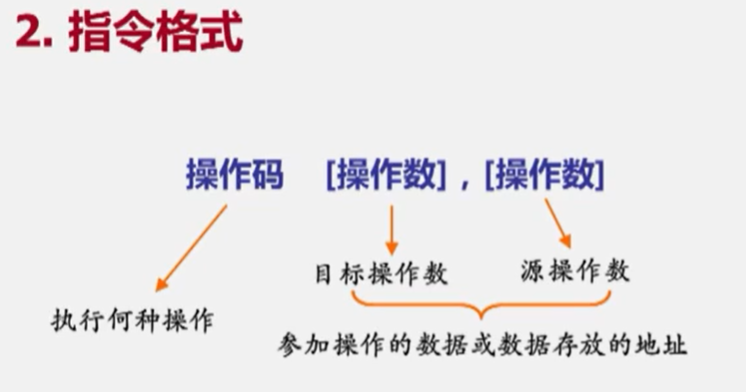 2. 指令格式
操作码 [操作数] , [操作数]
目标操作数 源操作数
执行何种操作
参加操作的数据或数据存放的地址